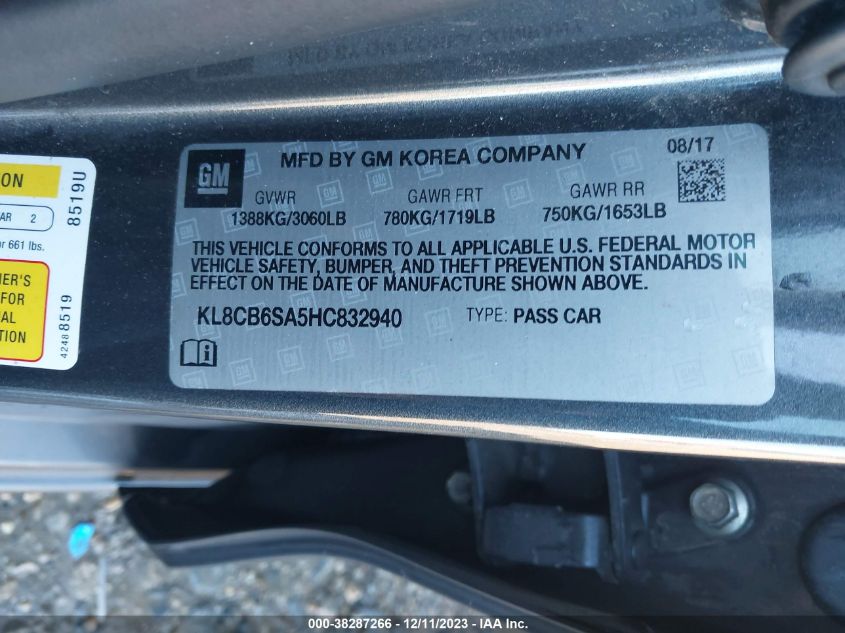 GM
MFD BY GM KOREA COMPANY
08/17
GVWR
GAWR FRT
GAWR RR
1388KG/3060LB
780KG/1719LB
750KG/1653LB
THIS VEHICLE CONFORMS TO ALL APPLICABLE U.S. FEDERAL MOTOR
VEHICLE SAFETY, BUMPER, AND THEFT PREVENTION STANDARDS IN
EFFECT ON THE DATE OF MANUFACTURE SHOWN ABOVE.
KL8CB6SA5HC832940
TYPE: PASS CAR
ION
AR 2
r 661 lbs.
8519U
ER'S
FOR
AL
TION
4248 8519
000-38287266 - 12/11/2023 - IAA Inc.